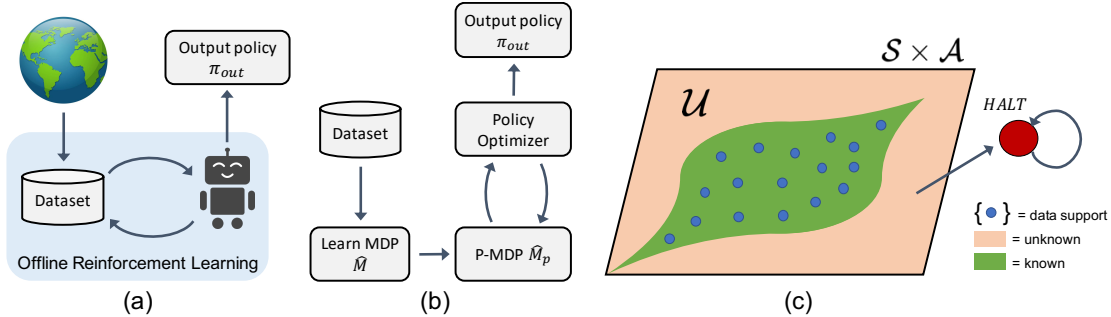 Output policy
π_out
Dataset
Offline Reinforcement Learning
(a)
Output policy
π_out
Dataset
Policy
Optimizer
Learn MDP
M̂
P-MDP M̂_p
(b)
S × A
U
HALT
{ } = data support
= unknown
= known
(c)